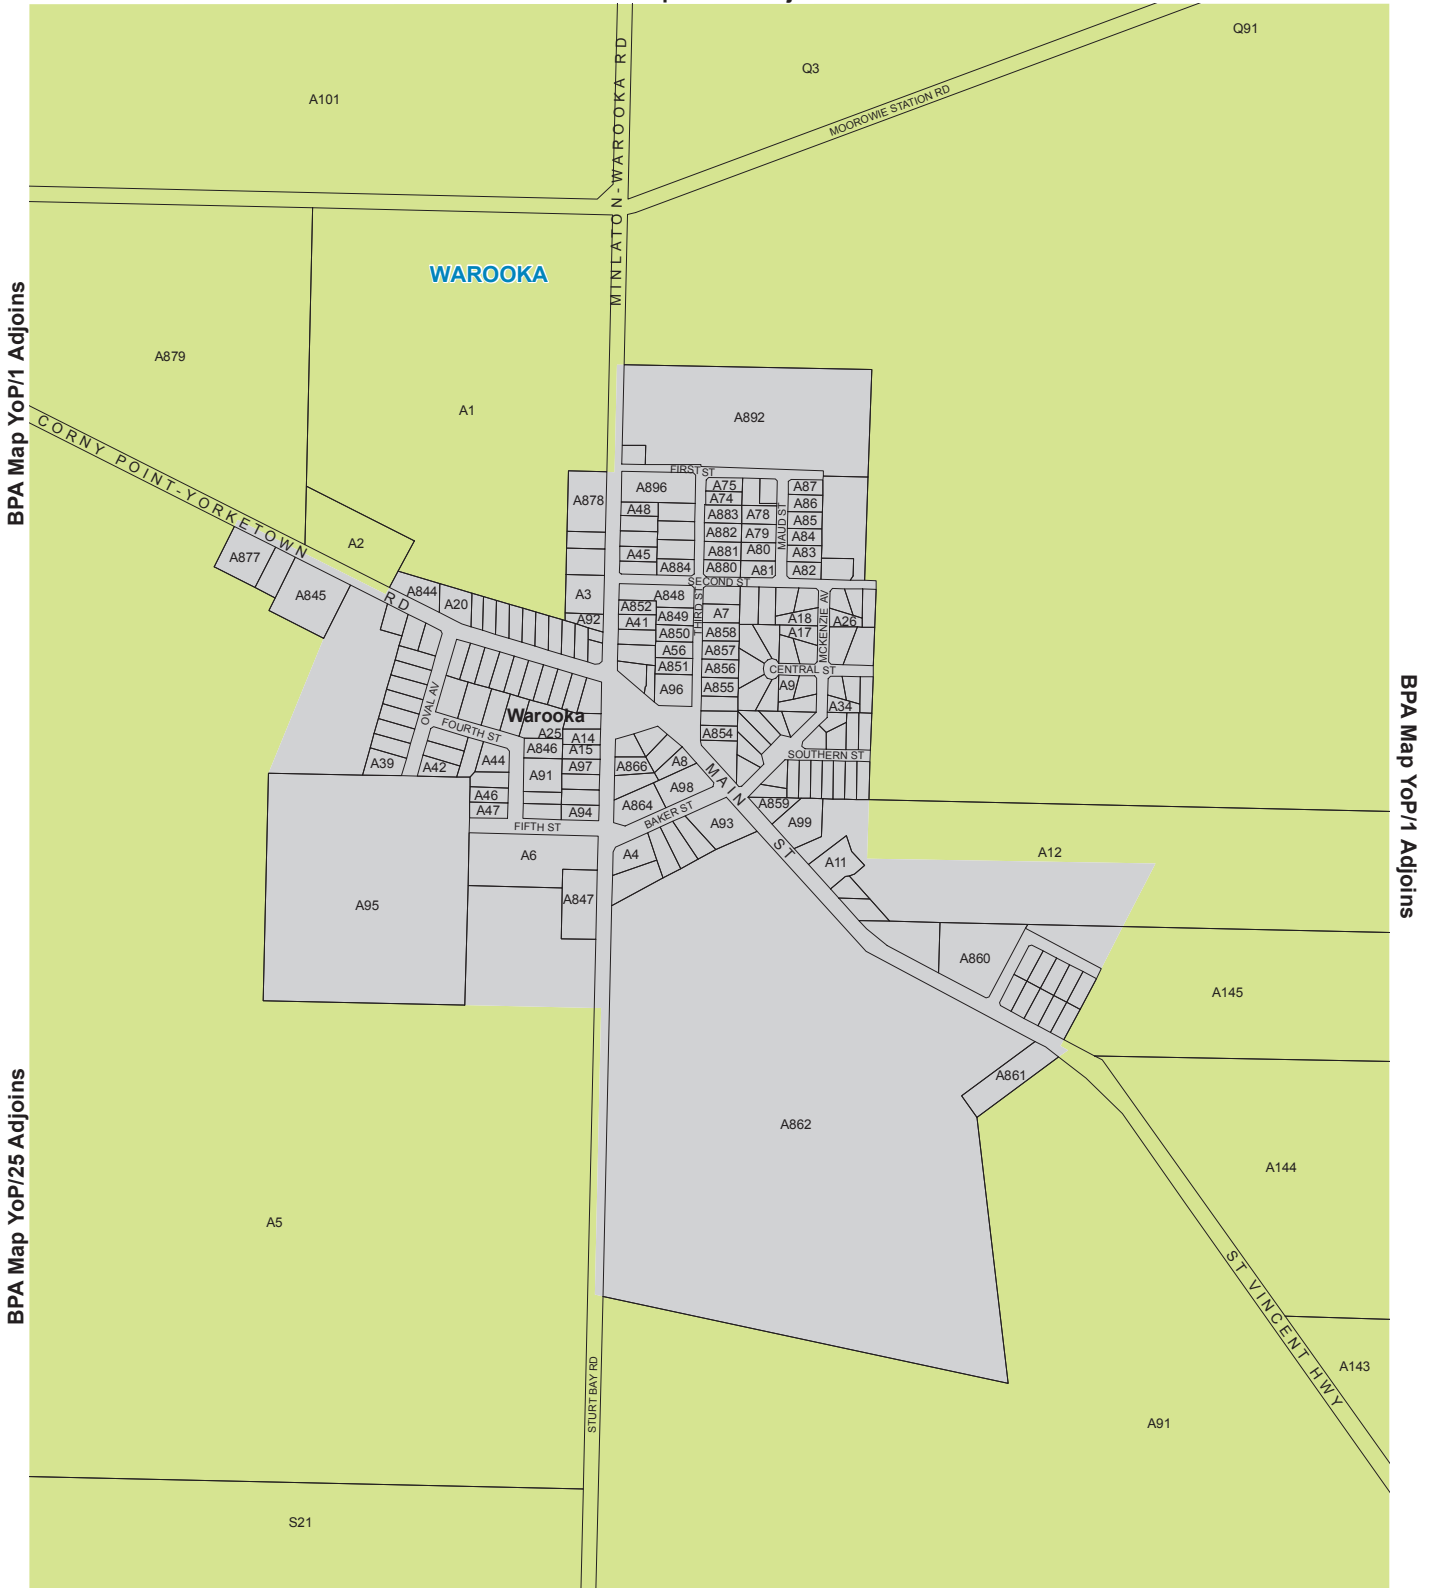 Q91
Q3
A101
MOOROWIE STATION RD
MINLATON-WAROOKA RD
WAROOKA
BPA Map YoP/1 Adjoins
A879
A1
CORNY POINT-YORKETOWN RD
A892
FIRST ST
A878
A896
A75
A87
A74
A86
A48
A883
A78
A85
A882
A79
MAUD ST
A84
A45
A881
A80
A83
A884
A880
A81
A82
SECOND ST
A2
A877
A845
A844
A20
A3
A92
A848
A852
A849
A41
A850
A56
A851
A96
THIRD ST
A7
A858
A857
A856
A855
A854
A18
A17
MCKENZIE AV
A26
CENTRAL ST
A9
A34
SOUTHERN ST
OVAL AV
Warooka
FOURTH ST
A25
A14
A846
A15
A39
A42
A44
A91
A97
A46
A47
A94
FIFTH ST
A866
A8
A98
A864
BAKER ST
MAIN ST
A859
A99
A93
A4
A11
A6
A847
A95
A12
BPA Map YoP/1 Adjoins
A860
A145
A861
A862
A144
BPA Map YoP/25 Adjoins
A5
ST VINCENT HWY
A143
STURT BAY RD
A91
S21